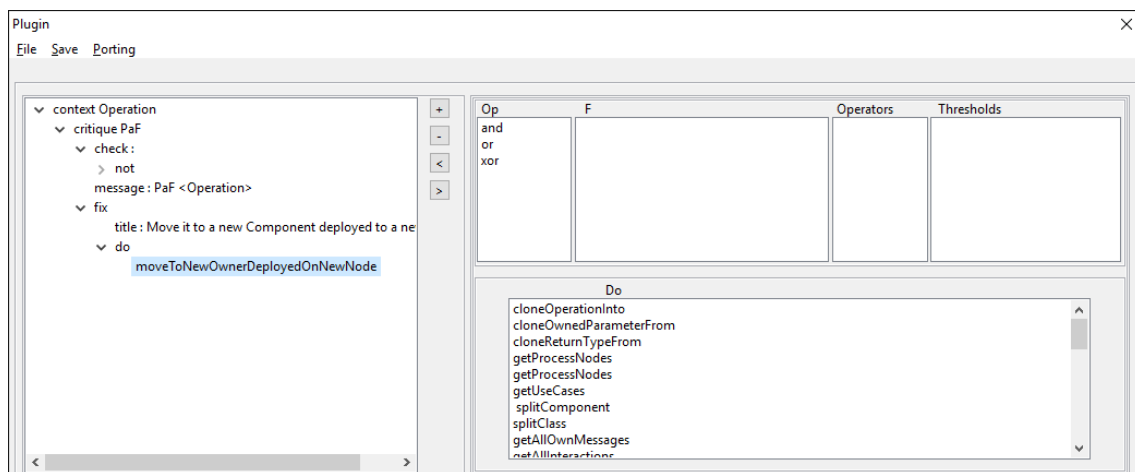 Plugin
File Save Porting
context Operation
critique PaF
check :
not
message : PaF <Operation>
fix
title : Move it to a new Component deployed to a
do
moveToNewOwnerDeployedOnNewNode
+
-
<
>
Op F Operators Thresholds
and
or
xor
Do
cloneOperationInto
cloneOwnedParameterFrom
cloneReturnTypeFrom
getProcessNodes
getProcessNodes
getUseCases
splitComponent
splitClass
getAllOwnMessages
getAllInteractions